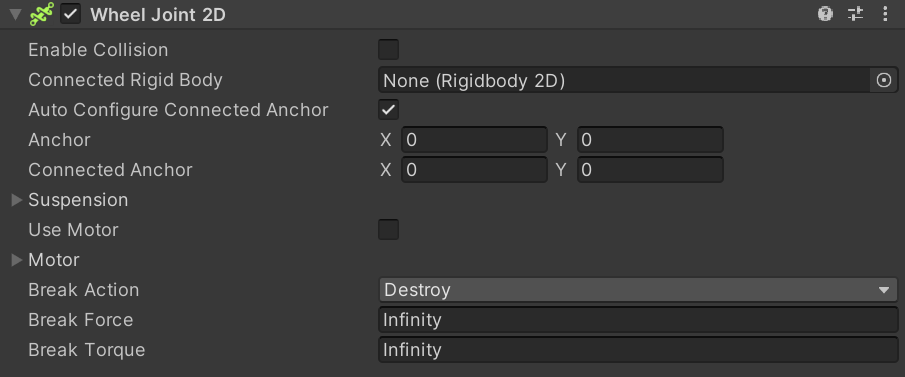 Wheel Joint 2D
Enable Collision
Connected Rigid Body None (Rigidbody 2D)
Auto Configure Connected Anchor
Anchor X 0 Y 0
Connected Anchor X 0 Y 0
Suspension
Use Motor
Motor
Break Action Destroy
Break Force Infinity
Break Torque Infinity